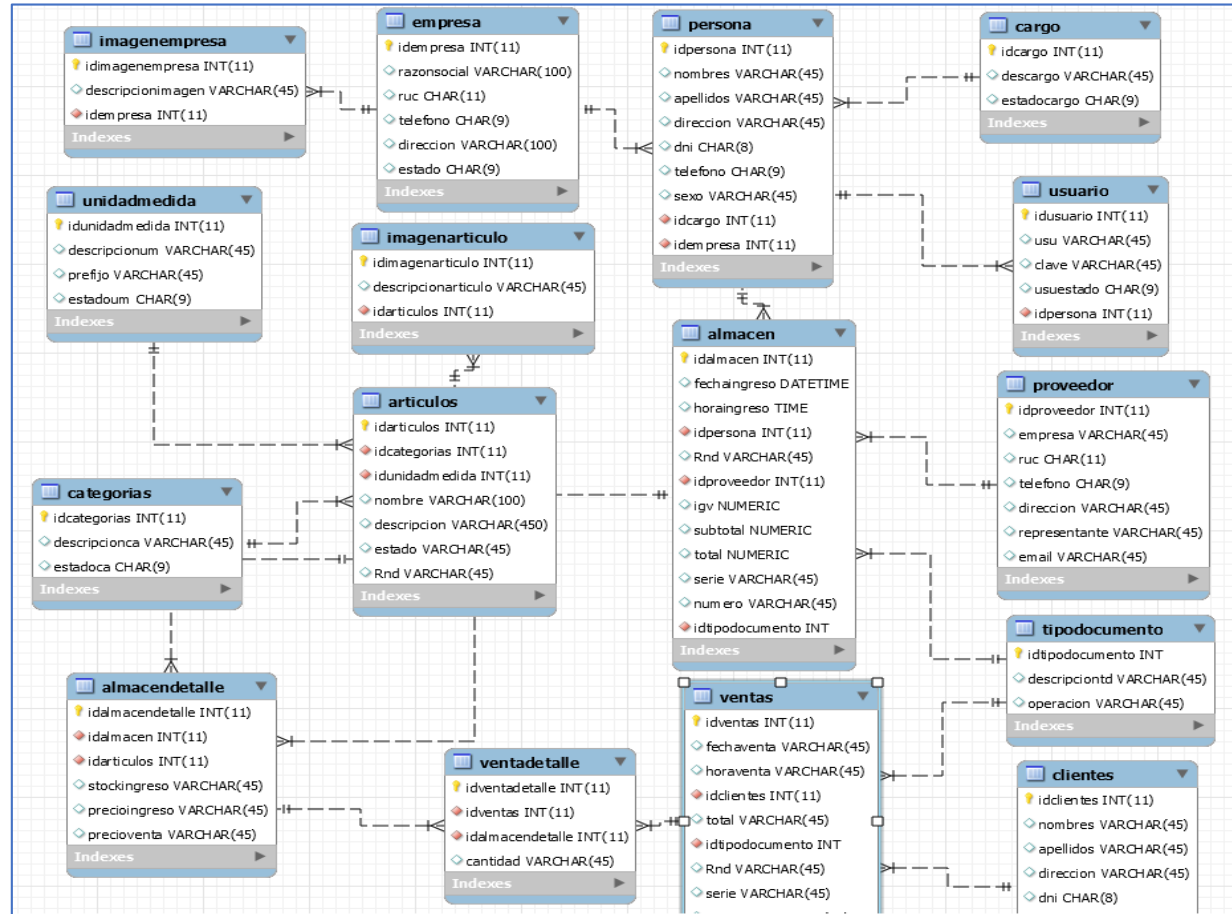 imagenempresa
idimagenempresa INT(11)
descripcionimagen VARCHAR(45)
idempresa INT(11)
Indexes
empresa
idempresa INT(11)
razonsocial VARCHAR(100)
ruc CHAR(11)
telefono CHAR(9)
direccion VARCHAR(100)
estado CHAR(9)
Indexes
persona
idpersona INT(11)
nombres VARCHAR(45)
apellidos VARCHAR(45)
direccion VARCHAR(45)
dni CHAR(8)
telefono CHAR(9)
sexo VARCHAR(45)
idcargo INT(11)
idempresa INT(11)
Indexes
cargo
idcargo INT(11)
descargo VARCHAR(45)
estadocargo CHAR(9)
Indexes
unidadmedida
idunidadmedida INT(11)
descripcionum VARCHAR(45)
prefijo VARCHAR(45)
estadoum CHAR(9)
Indexes
imagenarticulo
idimagenarticulo INT(11)
descripcionarticulo VARCHAR(45)
idarticulos INT(11)
Indexes
usuario
idusuario INT(11)
usu VARCHAR(45)
clave VARCHAR(45)
usuestado CHAR(9)
idpersona INT(11)
Indexes
almacen
idalmacen INT(11)
fechaingreso DATETIME
horaingreso TIME
idpersona INT(11)
Rnd VARCHAR(45)
idproveedor INT(11)
igv NUMERIC
subtotal NUMERIC
total NUMERIC
serie VARCHAR(45)
numero VARCHAR(45)
idtipodocumento INT
Indexes
articulos
idarticulos INT(11)
idcategorias INT(11)
idunidadmedida INT(11)
nombre VARCHAR(100)
descripcion VARCHAR(450)
estado VARCHAR(45)
Rnd VARCHAR(45)
Indexes
proveedor
idproveedor INT(11)
empresa VARCHAR(45)
ruc CHAR(11)
telefono CHAR(9)
direccion VARCHAR(45)
representante VARCHAR(45)
email VARCHAR(45)
Indexes
categorias
idcategorias INT(11)
descripcionca VARCHAR(45)
estadoca CHAR(9)
Indexes
tipodocumento
idtipodocumento INT
descripciontd VARCHAR(45)
operacion VARCHAR(45)
Indexes
almacendetalle
idalmacendetalle INT(11)
idalmacen INT(11)
idarticulos INT(11)
stockingreso VARCHAR(45)
precioingreso VARCHAR(45)
precioventa VARCHAR(45)
Indexes
ventadetalle
idventadetalle INT(11)
idventas INT(11)
idalmacendetalle INT(11)
cantidad VARCHAR(45)
Indexes
ventas
idventas INT(11)
fechaventa VARCHAR(45)
horaventa VARCHAR(45)
idclientes INT(11)
total VARCHAR(45)
idtipodocumento INT
Rnd VARCHAR(45)
serie VARCHAR(45)
clientes
idclientes INT(11)
nombres VARCHAR(45)
apellidos VARCHAR(45)
direccion VARCHAR(45)
dni CHAR(8)